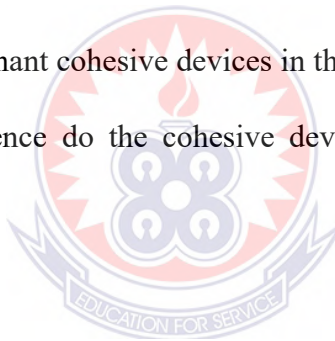 nant cohesive devices in th
ence do the cohesive dev
EDUCATION FOR SERVICE